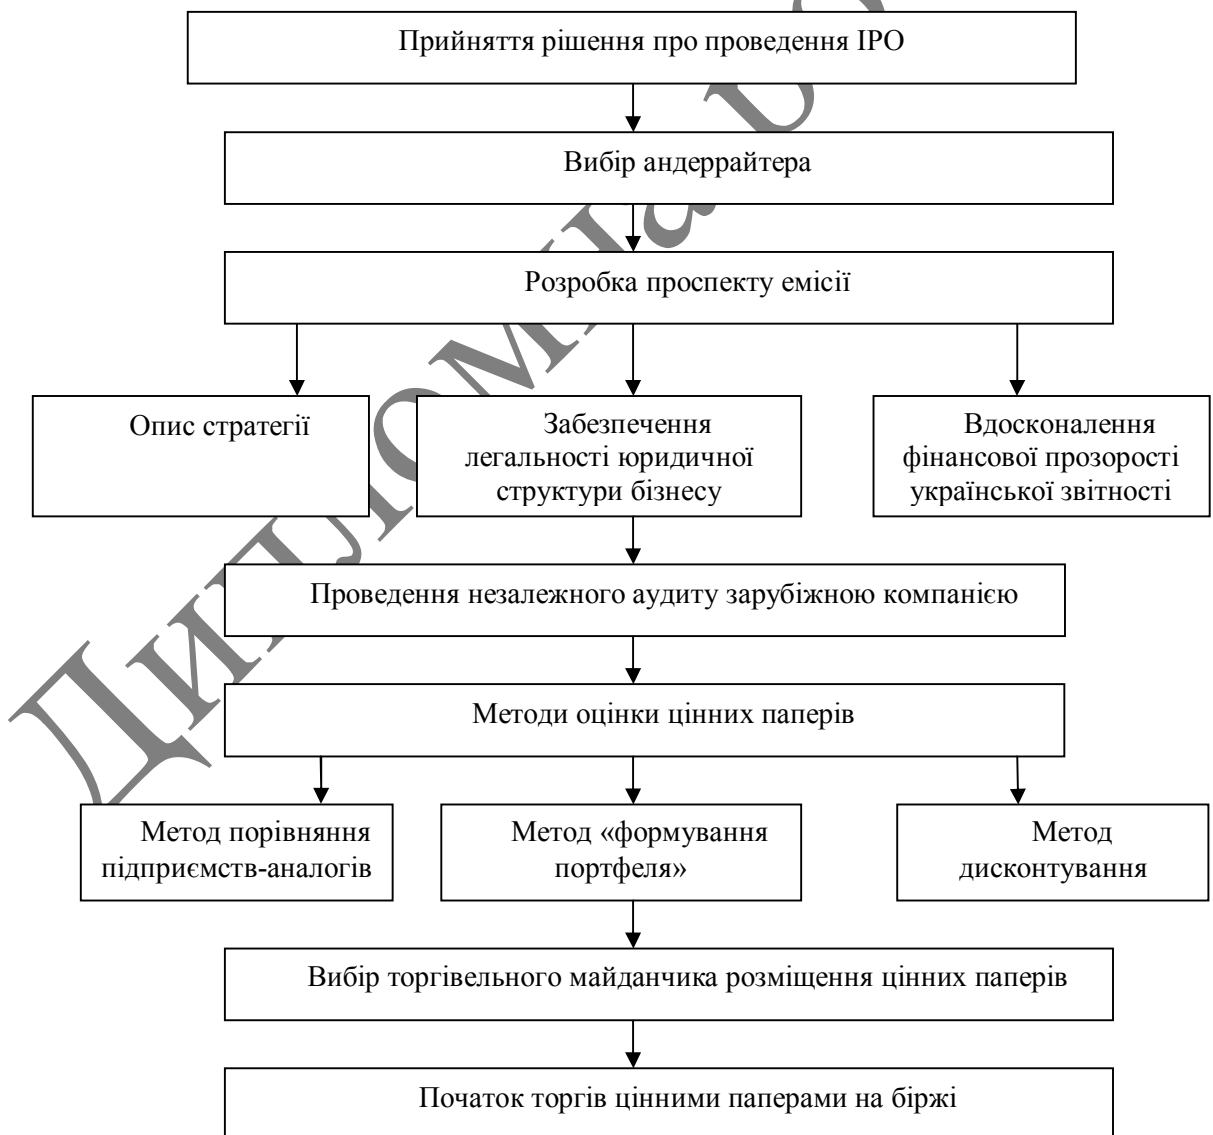 Прийняття рішення про проведення IPO
Вибір андеррайтера
Розробка проспекту емісії
Опис стратегії
Забезпечення
легальності юридичної
структури бізнесу
Вдосконалення
фінансової прозорості
української звітності
Проведення незалежного аудиту зарубіжною компанією
Методи оцінки цінних паперів
Метод порівняння
підприємств-аналогів
Метод «формування
портфеля»
Метод
дисконтування
Вибір торгівельного майданчика розміщення цінних паперів
Початок торгів цінними паперами на біржі